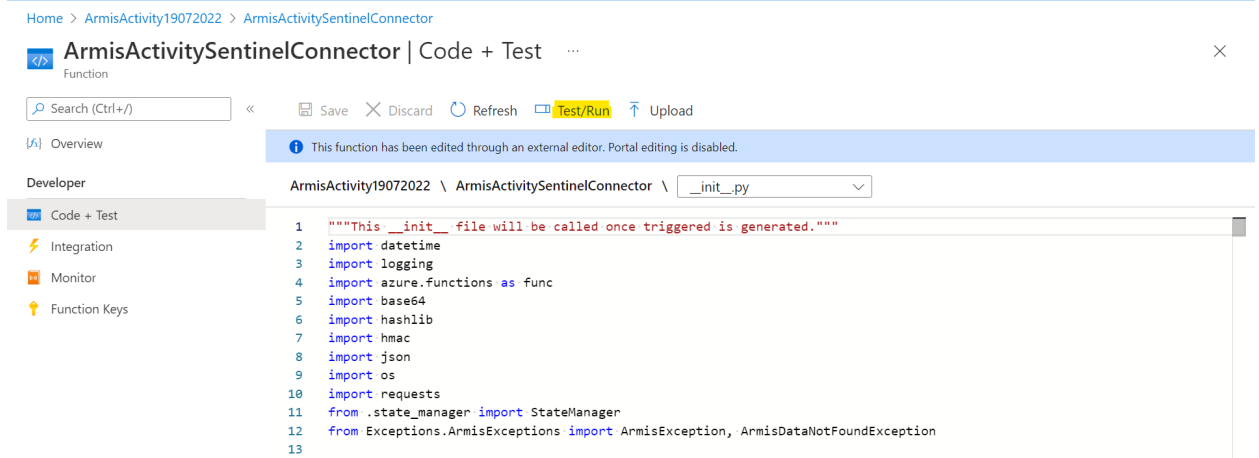 Home > ArmisActivity19072022 > ArmisActivitySentinelConnector
ArmisActivitySentinelConnector | Code + Test ...
Function
Search (Ctrl+/) «
Save Discard Refresh Test/Run Upload
Overview
This function has been edited through an external editor. Portal editing is disabled.
Developer
ArmisActivity19072022 \ ArmisActivitySentinelConnector \ __init__.py
Code + Test
Integration
Monitor
Function Keys
1 """This __init__ file will be called once triggered is generated."""
2 import datetime
3 import logging
4 import azure.functions as func
5 import base64
6 import hashlib
7 import hmac
8 import json
9 import os
10 import requests
11 from .state_manager import StateManager
12 from Exceptions.ArmisExceptions import ArmisException, ArmisDataNotFoundException
13